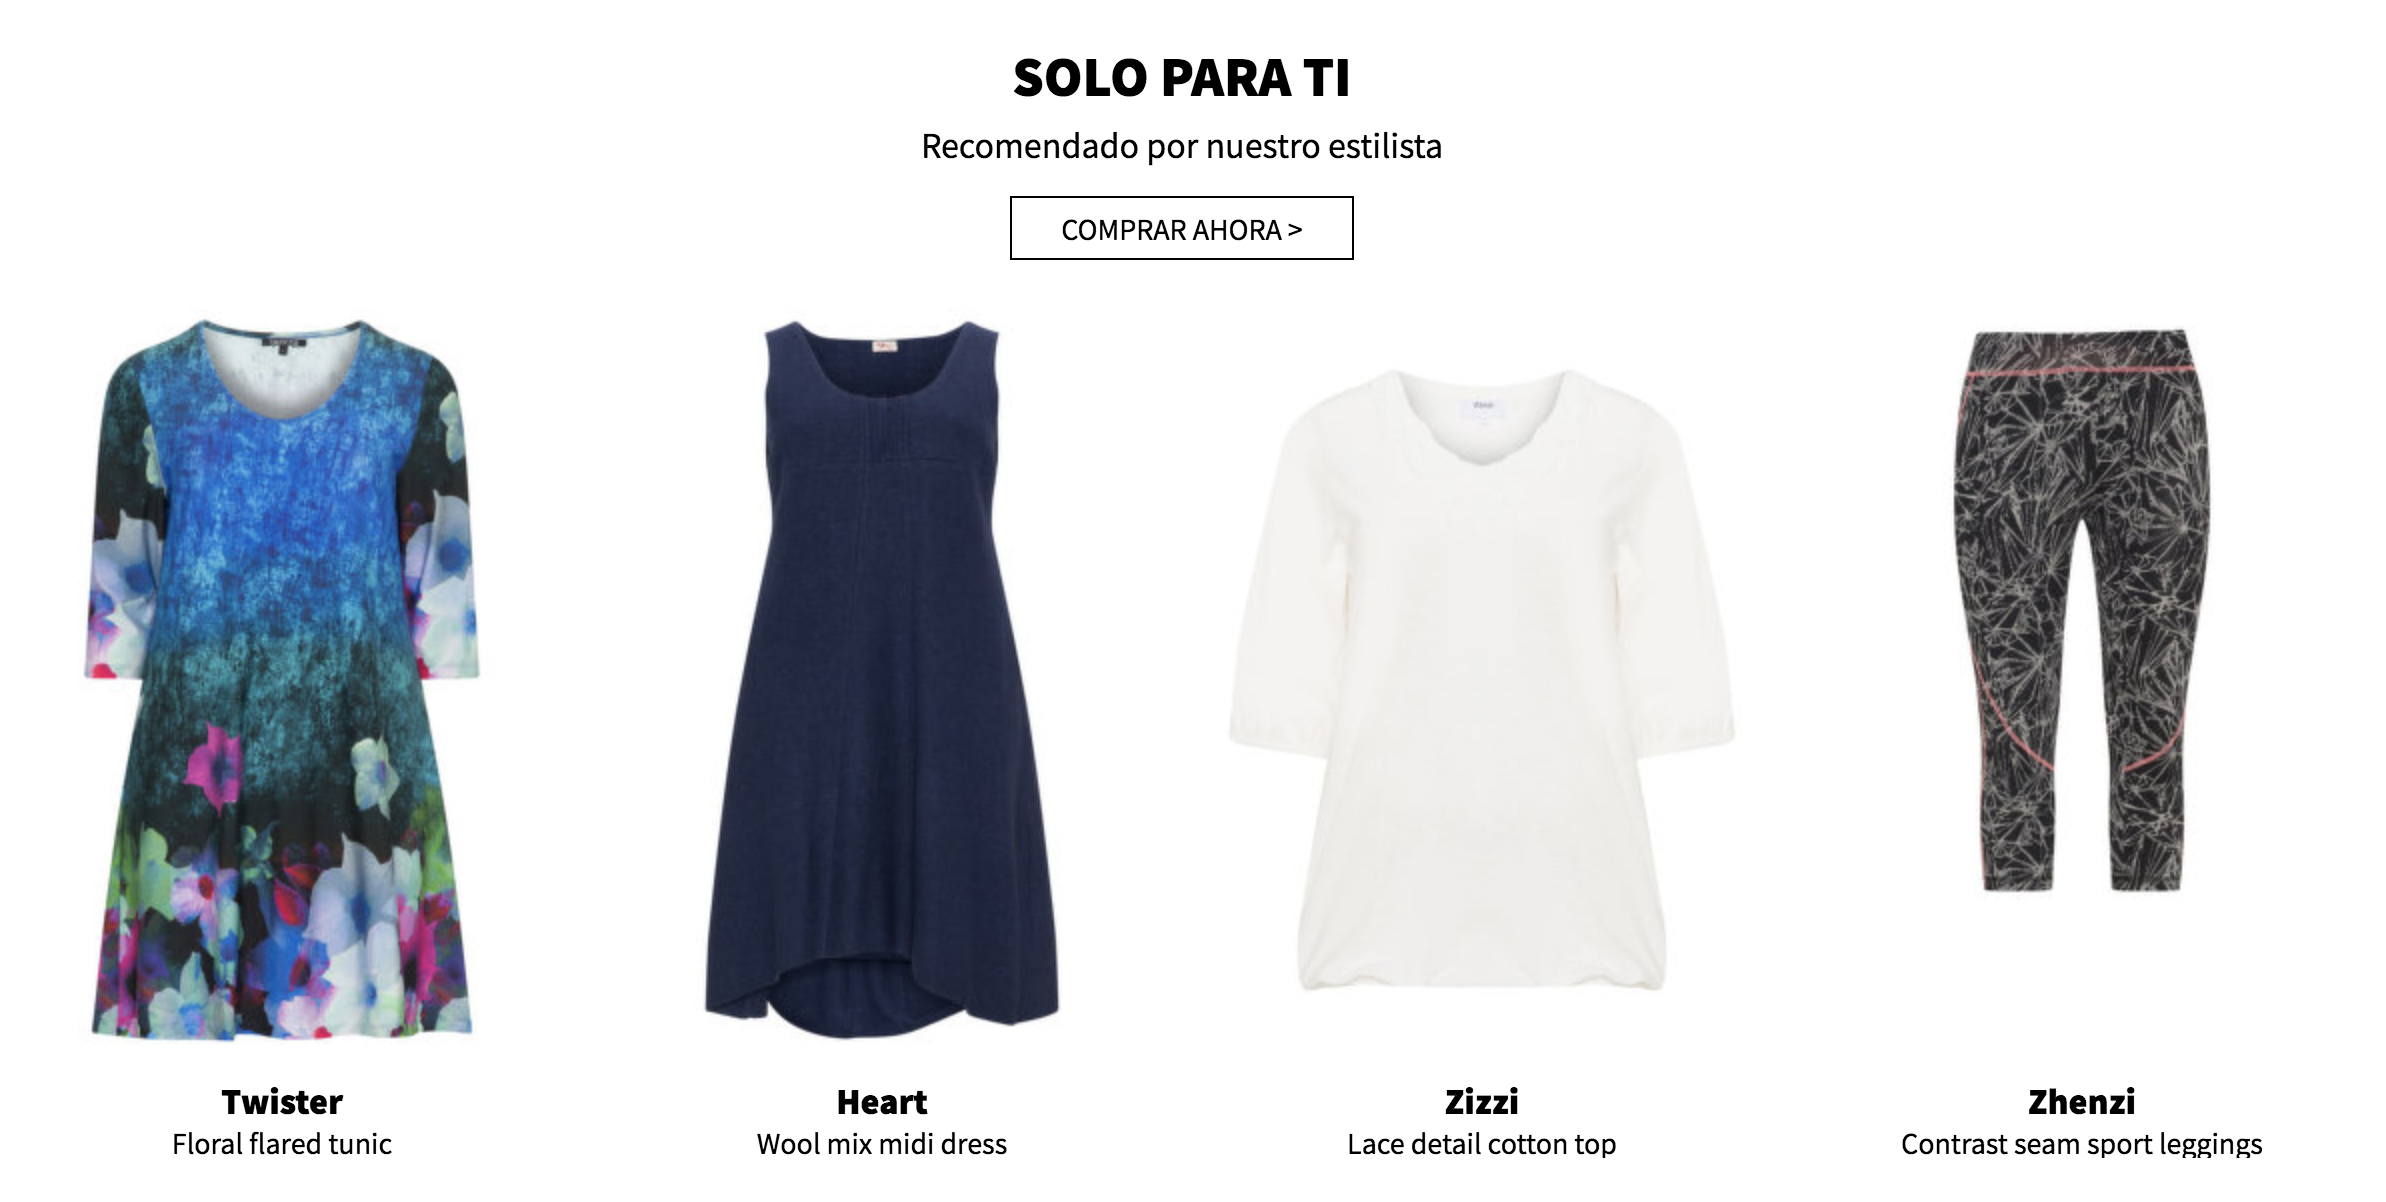 SOLO PARA TI
Recomendado por nuestro estilista
COMPRAR AHORA >
Twister
Floral flared tunic
Heart
Wool mix midi dress
Zizzi
Lace detail cotton top
Zhenzi
Contrast seam sport leggings